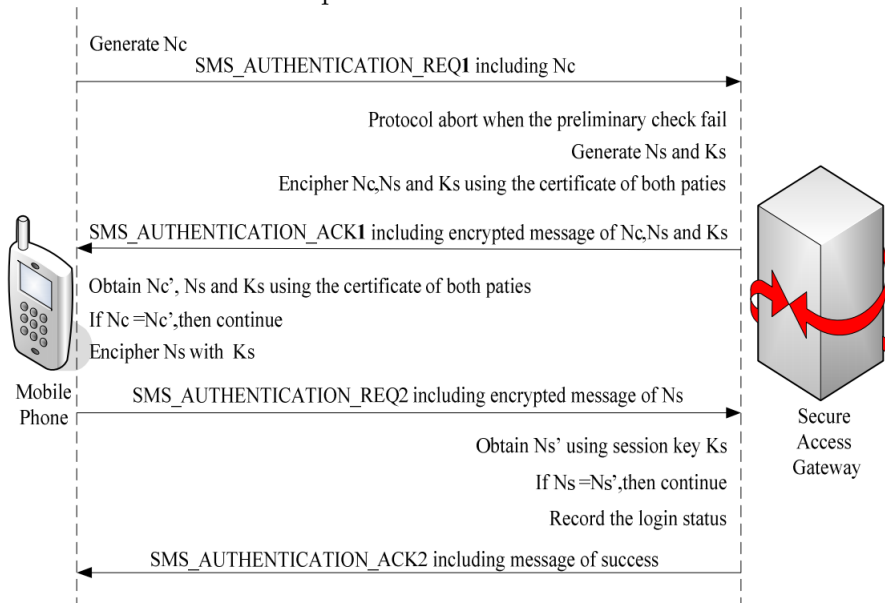 Generate Nc
SMS_AUTHENTICATION_REQ1 including Nc
Protocol abort when the preliminary check fail
Generate Ns and Ks
Encipher Nc,Ns and Ks using the certificate of both paties
SMS_AUTHENTICATION_ACK1 including encrypted message of Nc,Ns and Ks
Obtain Nc’, Ns and Ks using the certificate of both paties
If Nc =Nc’,then continue
Encipher Ns with Ks
Mobile
Phone
SMS_AUTHENTICATION_REQ2 including encrypted message of Ns
Secure
Access
Gateway
Obtain Ns’ using session key Ks
If Ns =Ns’,then continue
Record the login status
SMS_AUTHENTICATION_ACK2 including message of success